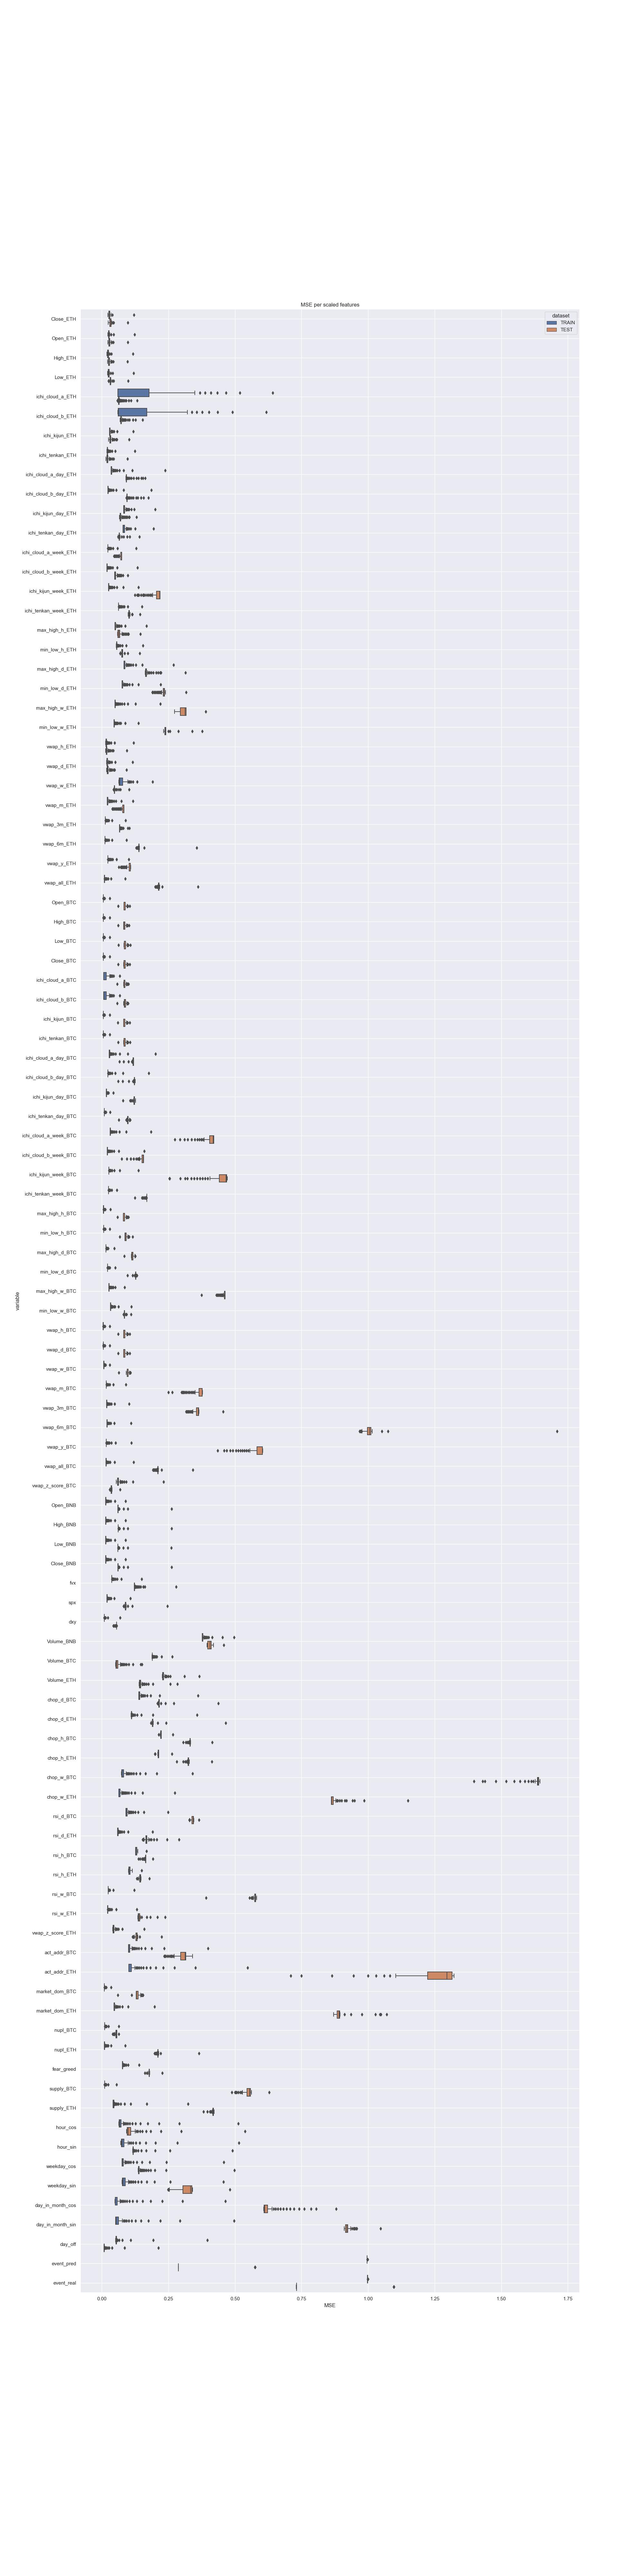 MSE per scaled features
dataset
TRAIN
TEST
Close_ETH
Open_ETH
High_ETH
Low_ETH
ichi_cloud_a_ETH
ichi_cloud_b_ETH
ichi_kijun_ETH
ichi_tenkan_ETH
ichi_cloud_a_day_ETH
ichi_cloud_b_day_ETH
ichi_kijun_day_ETH
ichi_tenkan_day_ETH
ichi_cloud_a_week_ETH
ichi_cloud_b_week_ETH
ichi_kijun_week_ETH
ichi_tenkan_week_ETH
max_high_h_ETH
min_low_h_ETH
max_high_d_ETH
min_low_d_ETH
max_high_w_ETH
min_low_w_ETH
vwap_h_ETH
vwap_d_ETH
vwap_w_ETH
vwap_m_ETH
vwap_3m_ETH
vwap_6m_ETH
vwap_y_ETH
vwap_all_ETH
Open_BTC
High_BTC
Low_BTC
Close_BTC
ichi_cloud_a_BTC
ichi_cloud_b_BTC
ichi_kijun_BTC
ichi_tenkan_BTC
ichi_cloud_a_day_BTC
ichi_cloud_b_day_BTC
ichi_kijun_day_BTC
ichi_tenkan_day_BTC
ichi_cloud_a_week_BTC
ichi_cloud_b_week_BTC
ichi_kijun_week_BTC
ichi_tenkan_week_BTC
max_high_h_BTC
min_low_h_BTC
max_high_d_BTC
min_low_d_BTC
max_high_w_BTC
min_low_w_BTC
vwap_h_BTC
vwap_d_BTC
vwap_w_BTC
vwap_m_BTC
vwap_3m_BTC
vwap_6m_BTC
vwap_y_BTC
vwap_all_BTC
vwap_z_score_BTC
Open_BNB
High_BNB
Low_BNB
Close_BNB
hrx
spx
dxy
Volume_BNB
Volume_BTC
Volume_ETH
chop_d_BTC
chop_d_ETH
chop_h_BTC
chop_h_ETH
chop_w_BTC
chop_w_ETH
rsi_d_BTC
rsi_d_ETH
rsi_h_BTC
rsi_h_ETH
rsi_w_BTC
rsi_w_ETH
vwap_z_score_ETH
act_addr_BTC
act_addr_ETH
market_dom_BTC
market_dom_ETH
nupl_BTC
nupl_ETH
fear_greed
supply_BTC
supply_ETH
hour_cos
hour_sin
weekday_cos
weekday_sin
day_in_month_cos
day_in_month_sin
day_off
event_pred
event_real
variable
0.00 0.25 0.50 0.75 1.00 1.25 1.50 1.75
MSE